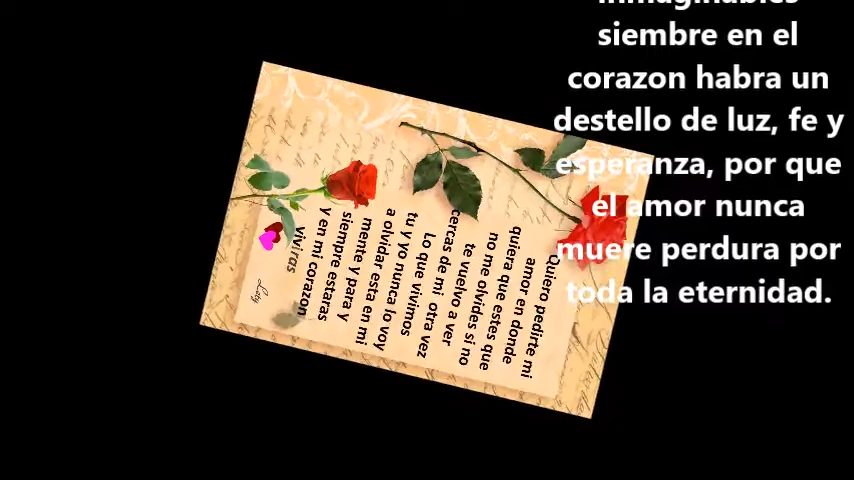 siembre en el
corazon habra un
destello de luz, fe y
esperanza, por que
el amor nunca
muere perdura por
toda la eternidad.
Quiero pedirte mi
amor en donde
quiera que estes que
no me olvides si no
te vuelvo a ver
cercas de mi otra vez
Lo que vivimos
tu y yo nunca lo voy
a olvidar esta en mi
mente y para y
siempre estaras
y en mi corazon
viviras